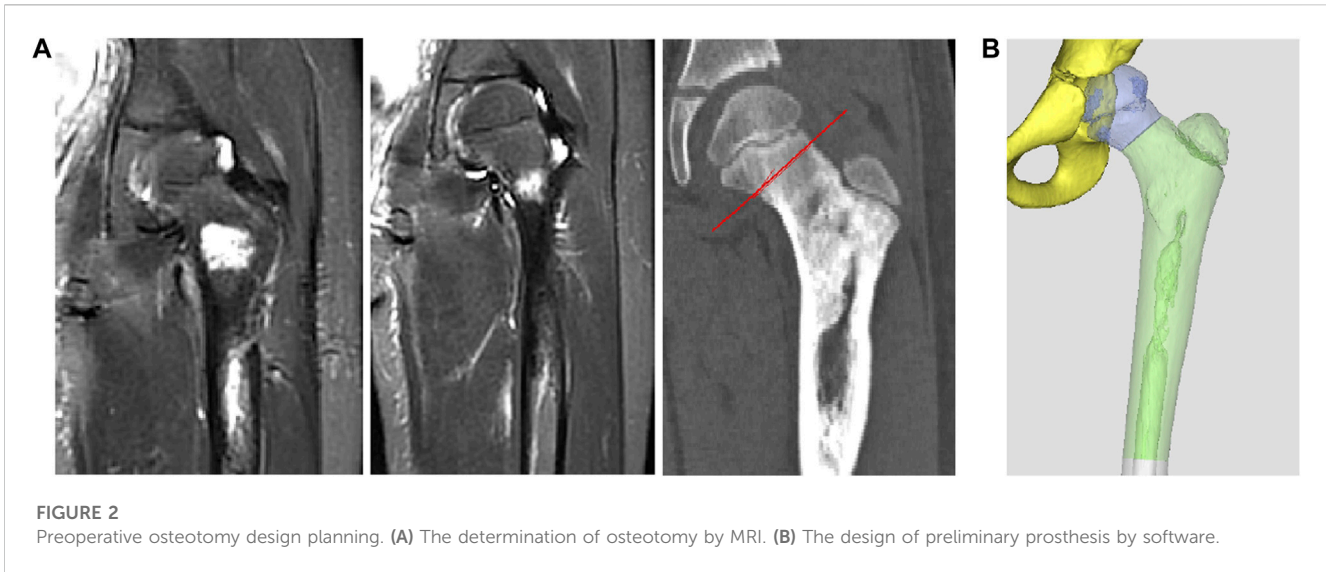 A
B
FIGURE 2
Preoperative osteotomy design planning. (A) The determination of osteotomy by MRI. (B) The design of preliminary prosthesis by software.